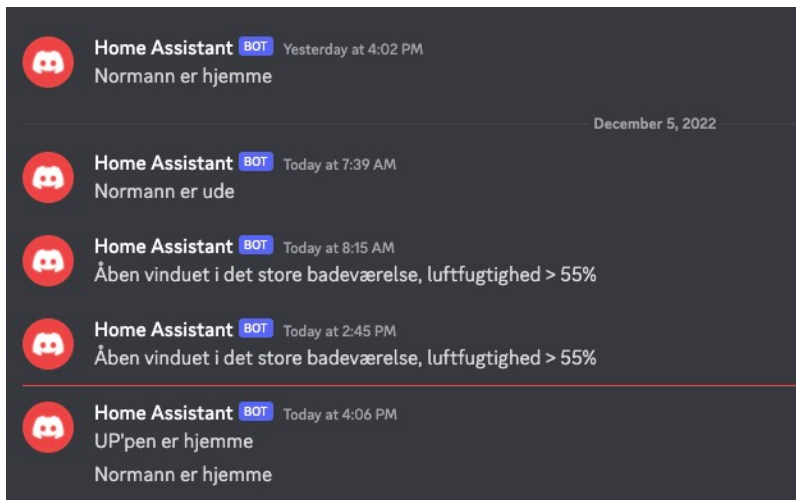 Home Assistant BOT Yesterday at 4:02 PM
Normann er hjemme
December 5, 2022
Home Assistant BOT Today at 7:39 AM
Normann er ude
Home Assistant BOT Today at 8:15 AM
Åben vinduet i det store badeværelse, luftfugtighed > 55%
Home Assistant BOT Today at 2:45 PM
Åben vinduet i det store badeværelse, luftfugtighed > 55%
Home Assistant BOT Today at 4:06 PM
UP'pen er hjemme
Normann er hjemme